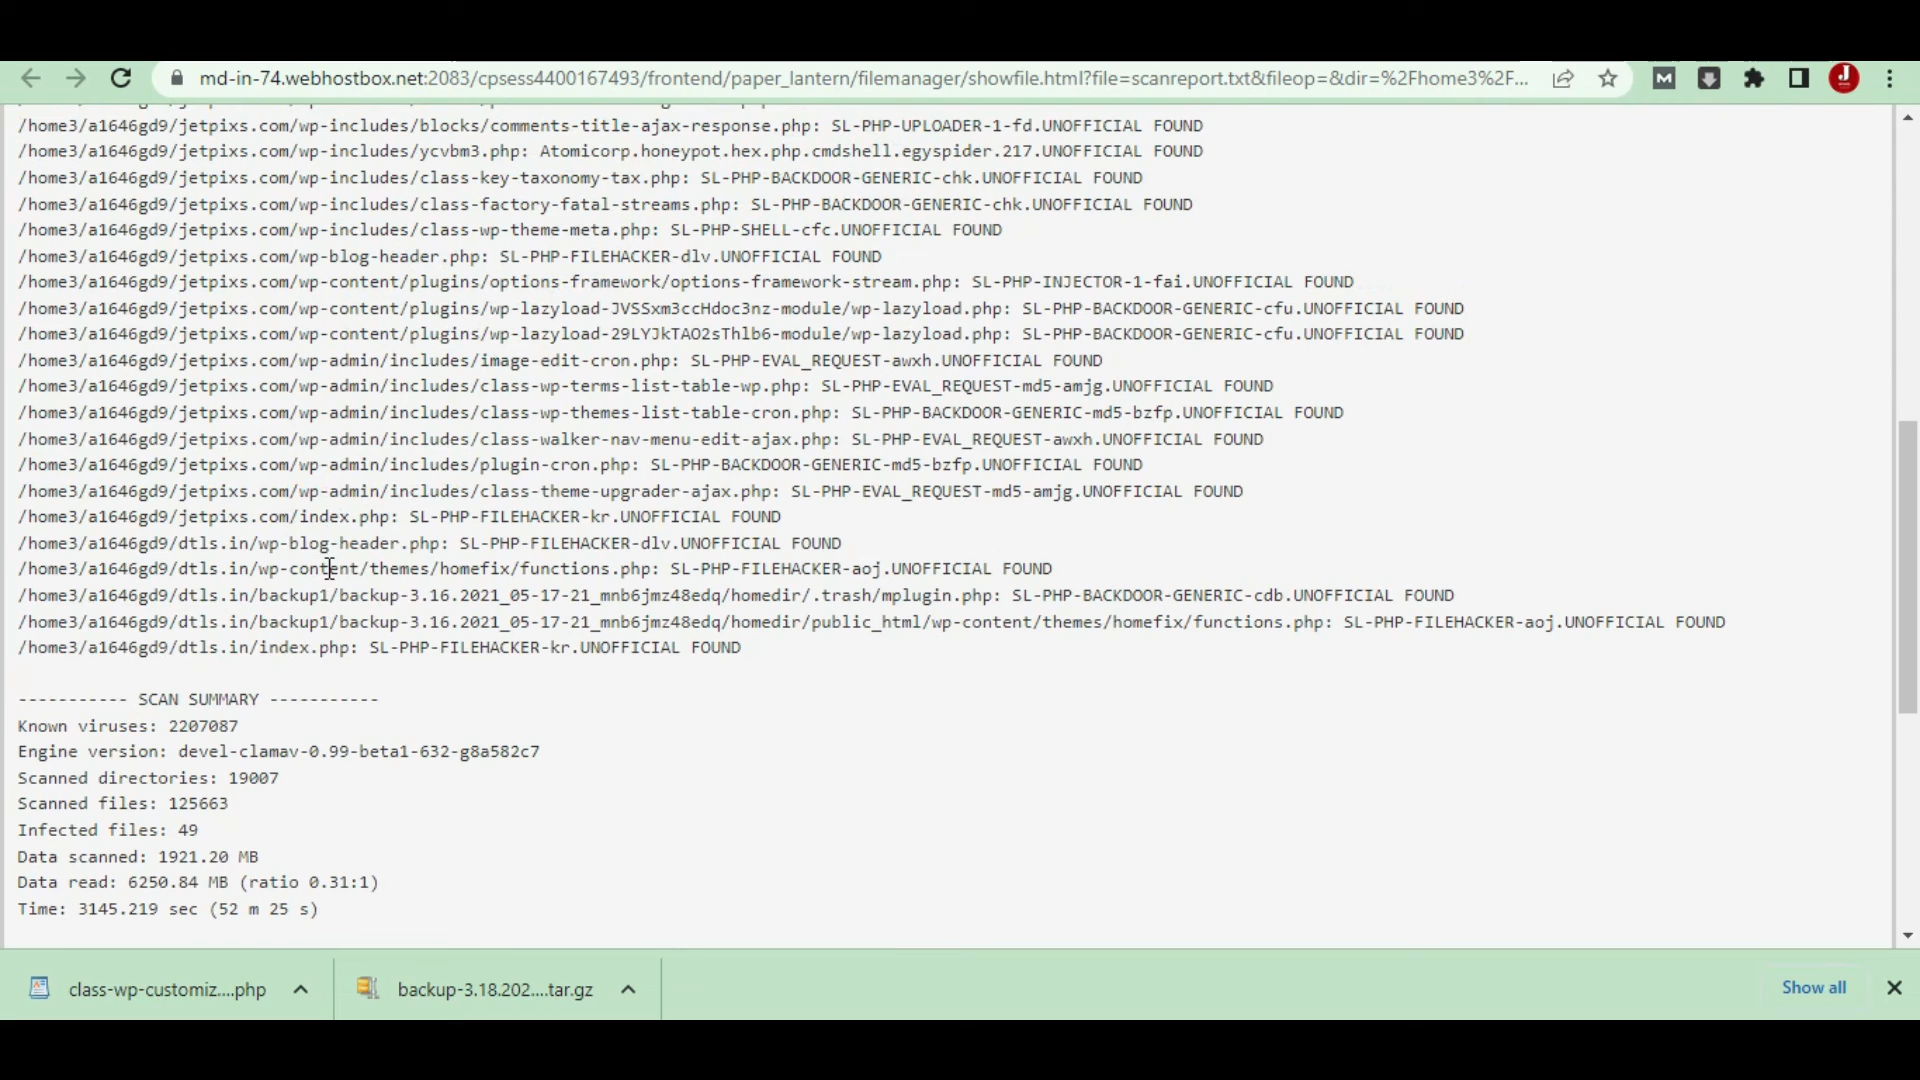 md-in-74.webhostbox.net:2083/cpsess4400167493/frontend/paper_lantern/filemanager/showfile.html?file=scanreport.txt&fileop=&dir=%2Fhome3%2F...
M
J
/home3/a1646gd9/jetpixs.com/wp-includes/blocks/comments-title-ajax-response.php: SL-PHP-UPLOADER-1-fd.UNOFFICIAL FOUND
/home3/a1646gd9/jetpixs.com/wp-includes/ycvbm3.php: Atomicorp.honeypot.hex.php.cmdshell.egyspider.217.UNOFFICIAL FOUND
/home3/a1646gd9/jetpixs.com/wp-includes/class-key-taxonomy-tax.php: SL-PHP-BACKDOOR-GENERIC-chk.UNOFFICIAL FOUND
/home3/a1646gd9/jetpixs.com/wp-includes/class-factory-fatal-streams.php: SL-PHP-BACKDOOR-GENERIC-chk.UNOFFICIAL FOUND
/home3/a1646gd9/jetpixs.com/wp-includes/class-wp-theme-meta.php: SL-PHP-SHELL-cfc.UNOFFICIAL FOUND
/home3/a1646gd9/jetpixs.com/wp-blog-header.php: SL-PHP-FILEHACKER-dlv.UNOFFICIAL FOUND
/home3/a1646gd9/jetpixs.com/wp-content/plugins/options-framework/options-framework-stream.php: SL-PHP-INJECTOR-1-fai.UNOFFICIAL FOUND
/home3/a1646gd9/jetpixs.com/wp-content/plugins/wp-lazyload-JVSSxm3ccHdoc3nz-module/wp-lazyload.php: SL-PHP-BACKDOOR-GENERIC-cfu.UNOFFICIAL FOUND
/home3/a1646gd9/jetpixs.com/wp-content/plugins/wp-lazyload-29LYJkTAO2sThlb6-module/wp-lazyload.php: SL-PHP-BACKDOOR-GENERIC-cfu.UNOFFICIAL FOUND
/home3/a1646gd9/jetpixs.com/wp-admin/includes/image-edit-cron.php: SL-PHP-EVAL_REQUEST-awxh.UNOFFICIAL FOUND
/home3/a1646gd9/jetpixs.com/wp-admin/includes/class-wp-terms-list-table-wp.php: SL-PHP-EVAL_REQUEST-md5-amjg.UNOFFICIAL FOUND
/home3/a1646gd9/jetpixs.com/wp-admin/includes/class-wp-themes-list-table-cron.php: SL-PHP-BACKDOOR-GENERIC-md5-bzfp.UNOFFICIAL FOUND
/home3/a1646gd9/jetpixs.com/wp-admin/includes/class-walker-nav-menu-edit-ajax.php: SL-PHP-EVAL_REQUEST-awxh.UNOFFICIAL FOUND
/home3/a1646gd9/jetpixs.com/wp-admin/includes/plugin-cron.php: SL-PHP-BACKDOOR-GENERIC-md5-bzfp.UNOFFICIAL FOUND
/home3/a1646gd9/jetpixs.com/wp-admin/includes/class-theme-upgrader-ajax.php: SL-PHP-EVAL_REQUEST-md5-amjg.UNOFFICIAL FOUND
/home3/a1646gd9/jetpixs.com/index.php: SL-PHP-FILEHACKER-kr.UNOFFICIAL FOUND
/home3/a1646gd9/dtls.in/wp-blog-header.php: SL-PHP-FILEHACKER-dlv.UNOFFICIAL FOUND
/home3/a1646gd9/dtls.in/wp-content/themes/homefix/functions.php: SL-PHP-FILEHACKER-aoj.UNOFFICIAL FOUND
/home3/a1646gd9/dtls.in/backup1/backup-3.16.2021_05-17-21_mnb6jmz48edq/homedir/.trash/mplugin.php: SL-PHP-BACKDOOR-GENERIC-cdb.UNOFFICIAL FOUND
/home3/a1646gd9/dtls.in/backup1/backup-3.16.2021_05-17-21_mnb6jmz48edq/homedir/public_html/wp-content/themes/homefix/functions.php: SL-PHP-FILEHACKER-aoj.UNOFFICIAL FOUND
/home3/a1646gd9/dtls.in/index.php: SL-PHP-FILEHACKER-kr.UNOFFICIAL FOUND
----------- SCAN SUMMARY -----------
Known viruses: 2207087
Engine version: devel-clamav-0.99-beta1-632-g8a582c7
Scanned directories: 19007
Scanned files: 125663
Infected files: 49
Data scanned: 1921.20 MB
Data read: 6250.84 MB (ratio 0.31:1)
Time: 3145.219 sec (52 m 25 s)
class-wp-customiz....php
backup-3.18.202....tar.gz
Show all